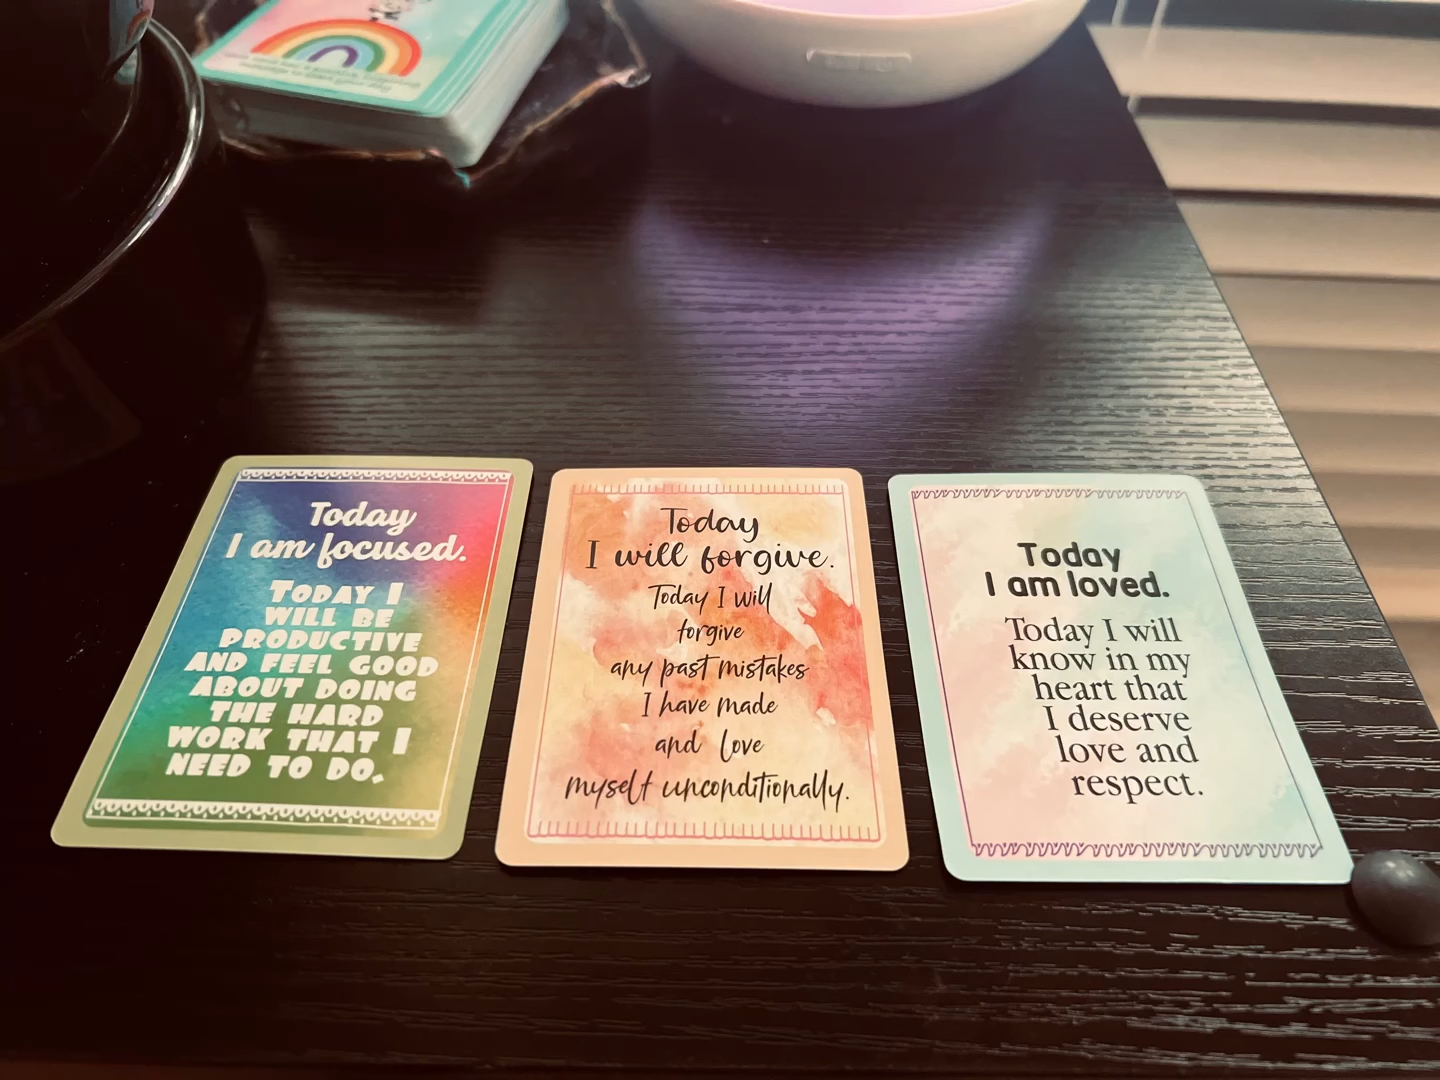 Today
I am focused.
TODAY I
WILL BE
PRODUCTIVE
AND FEEL GOOD
ABOUT DOING
THE HARD
WORK THAT I
NEED TO DO.
Today
I will forgive.
Today I will
forgive
any past mistakes
I have made
and love
myself unconditionally.
Today
I am loved.
Today I will
know in my
heart that
I deserve
love and
respect.